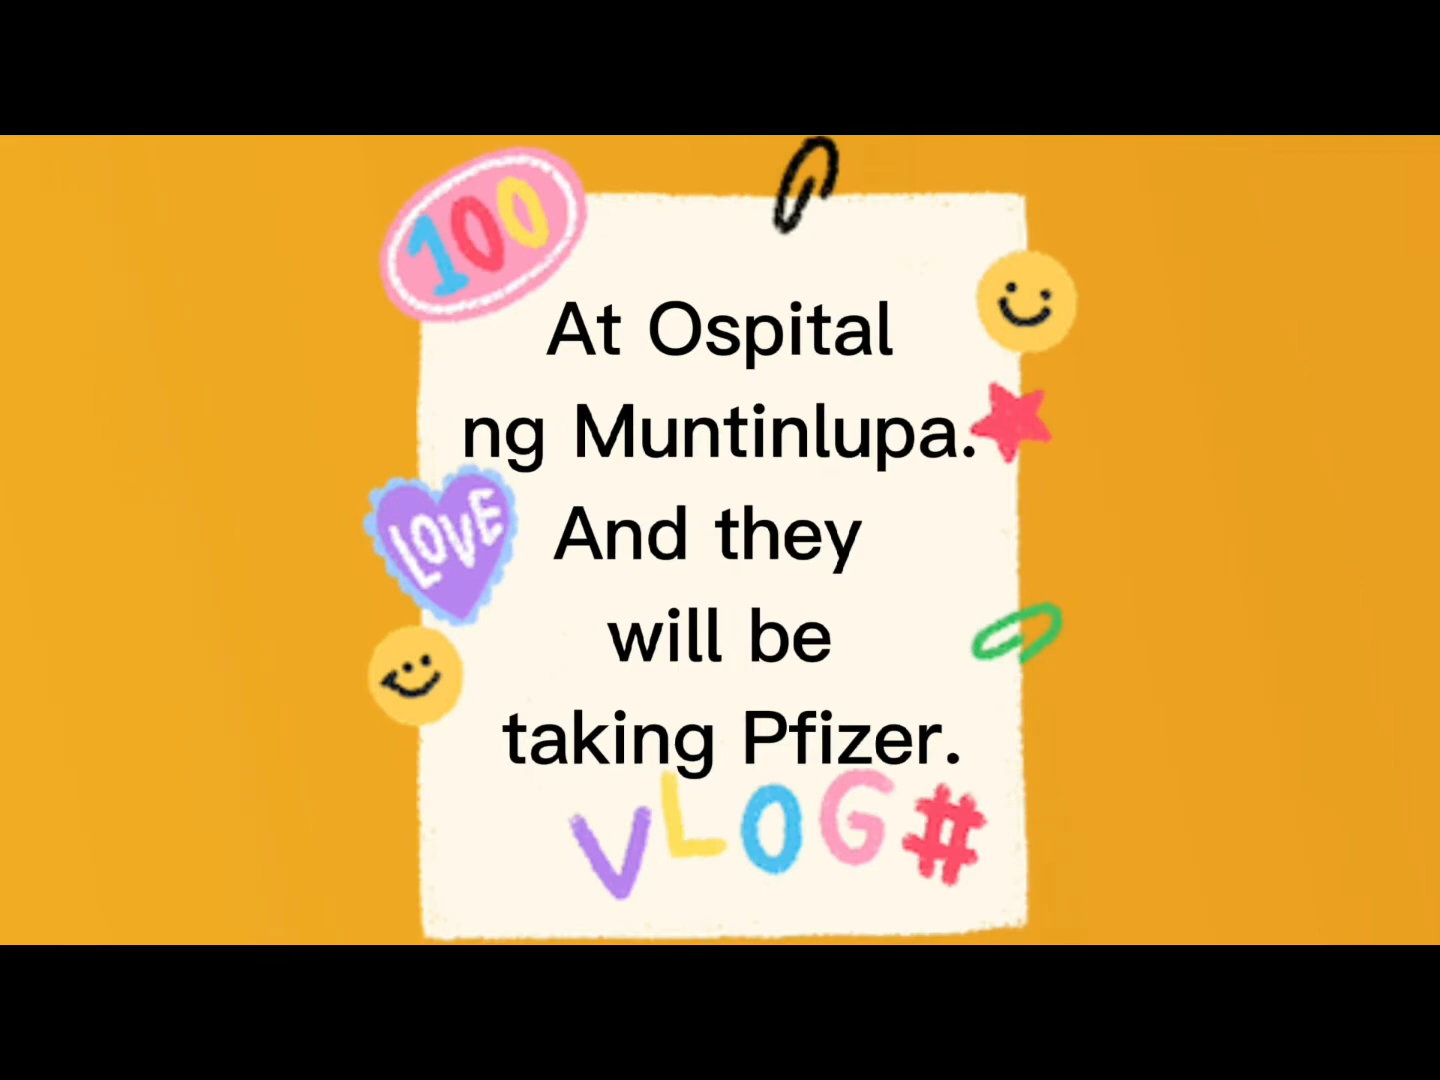 100
At Ospital
ng Muntinlupa.
And they
will be
taking Pfizer.
LOVE
VLOG#